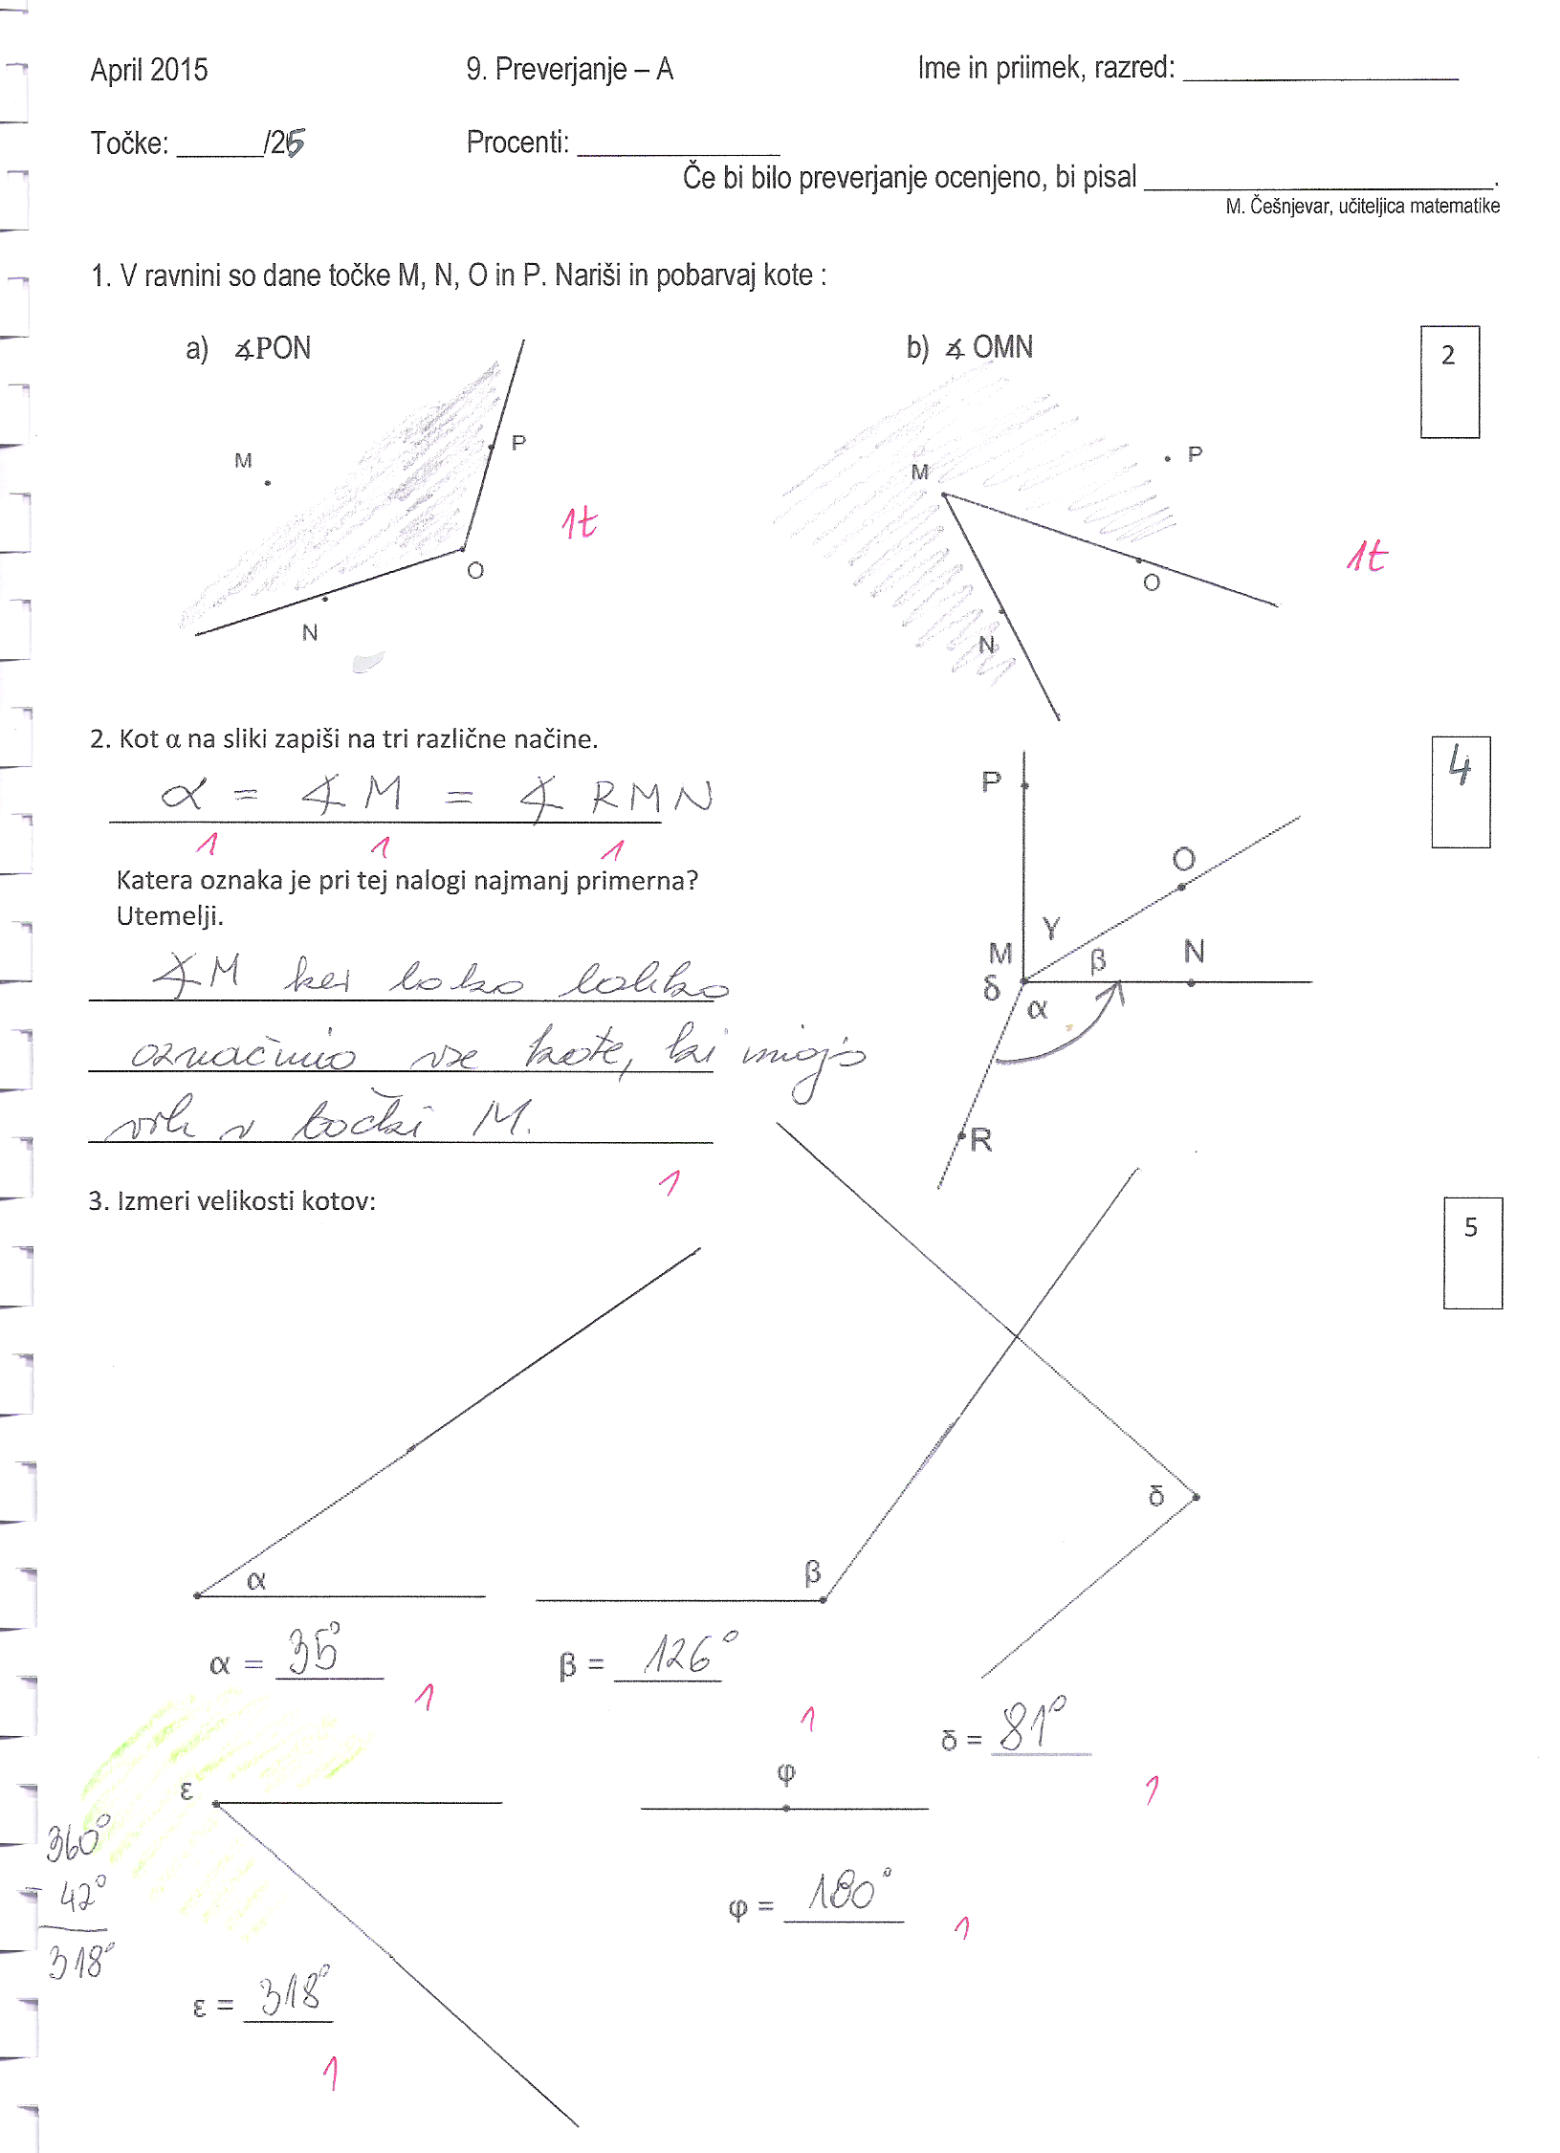 April 2015 9. Preverjanje – A Ime in priimek, razred: ____________________
Točke: ______/25 Procenti: ______________
Če bi bilo preverjanje ocenjeno, bi pisal ________________________.
M. Češnjevar, učiteljica matematike
1. V ravnini so dane točke M, N, O in P. Nariši in pobarvaj kote :
a) ∡PON b) ∡ OMN 2
M P
O
N
1t
M P
O
N
1t
2. Kot α na sliki zapiši na tri različne načine.
4
α = ∡ M = ∡ RMN
1 1 1
Katera oznaka je pri tej nalogi najmanj primerna?
Utemelji.
∡M ker lahko
označimo vse kote, ki imajo
vrh v točki M.
1
P
O
Y
M β N
δ α
R
3. Izmeri velikosti kotov:
5
δ
α β
α = 35° β = 126°
1 1
δ = 81°
1
ε φ
360°
- 42°
318°
φ = 180°
1
ε = 318°
1